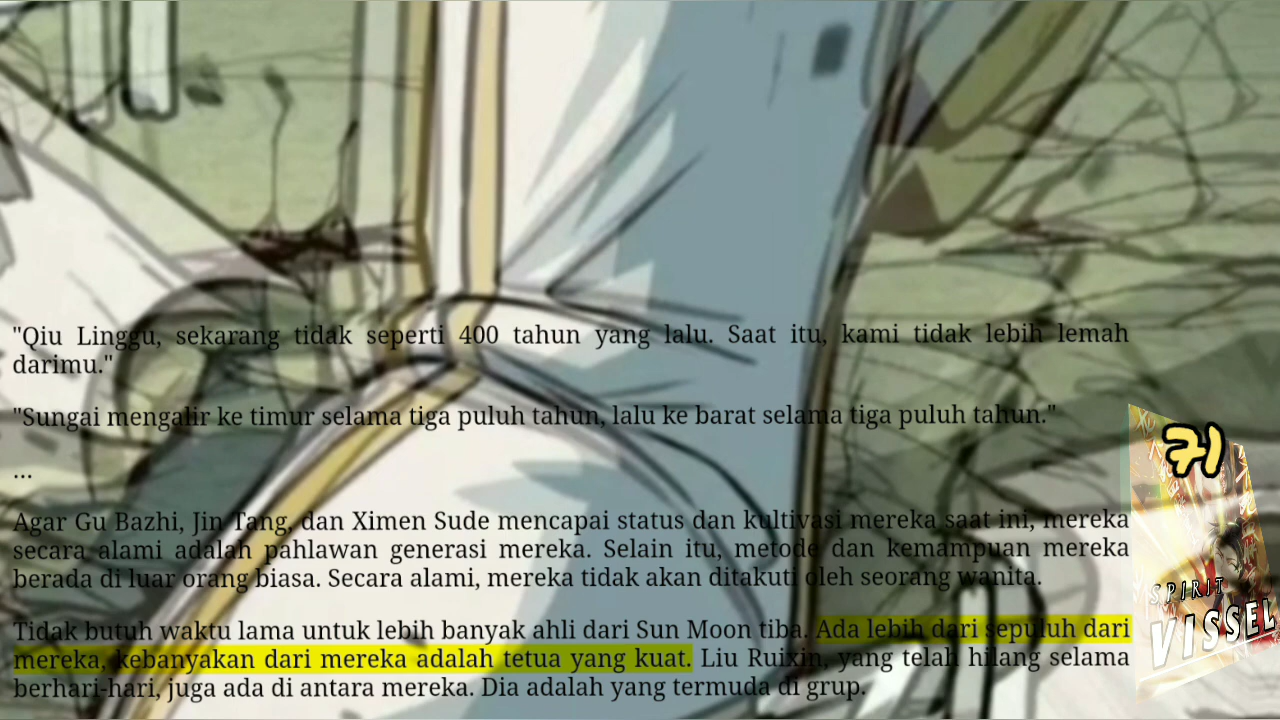 "Qiu Linggu, sekarang tidak seperti 400 tahun yang lalu. Saat itu, kami tidak lebih lemah
darimu."
"Sungai mengalir ke timur selama tiga puluh tahun, lalu ke barat selama tiga puluh tahun."
...
Agar Gu Bazhi, Jin Tang, dan Ximen Sude mencapai status dan kultivasi mereka saat ini, mereka
secara alami adalah pahlawan generasi mereka. Selain itu, metode dan kemampuan mereka
berada di luar orang biasa. Secara alami, mereka tidak akan ditakuti oleh seorang wanita.
Tidak butuh waktu lama untuk lebih banyak ahli dari Sun Moon tiba. Ada lebih dari sepuluh dari
mereka, kebanyakan dari mereka adalah tetua yang kuat. Liu Ruixin, yang telah hilang selama
berhari-hari, juga ada di antara mereka. Dia adalah yang termuda di grup.
71
SPIRIT
VISSEL